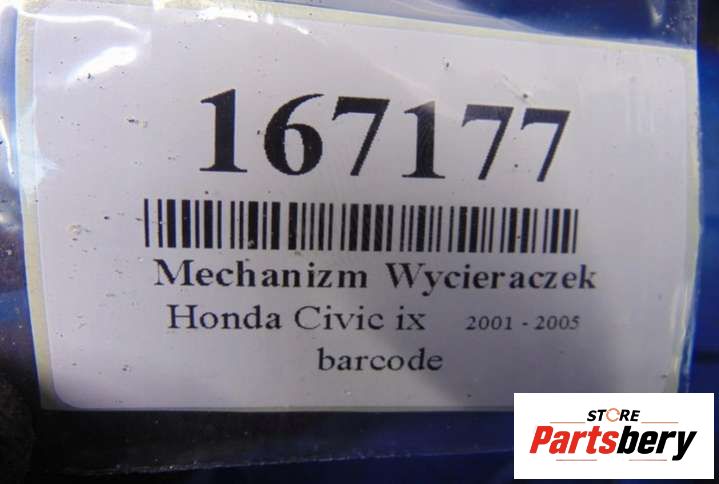 167177
Mechanizm Wycieraczek
Honda Civic ix 2001 - 2005
barcode
STORE
Partsbery